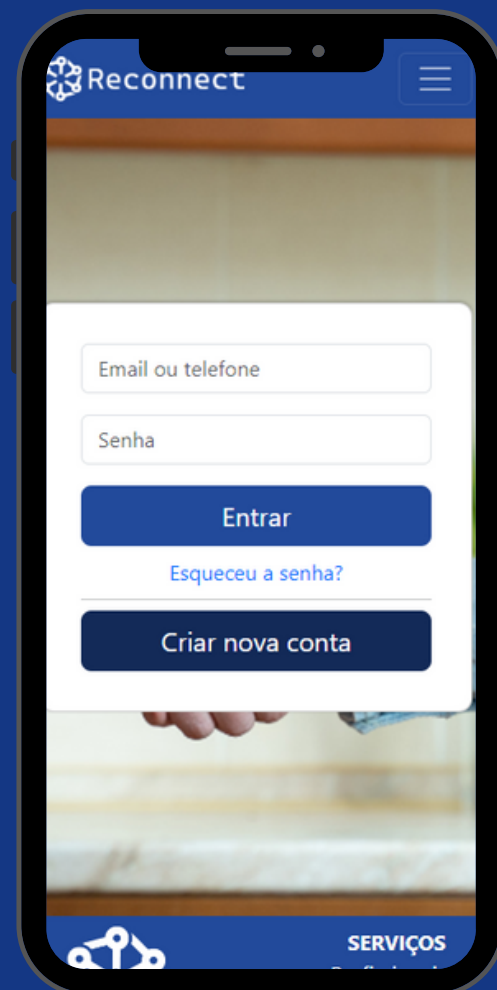 Reconnect
Email ou telefone
Senha
Entrar
Esqueceu a senha?
Criar nova conta
SERVIÇOS